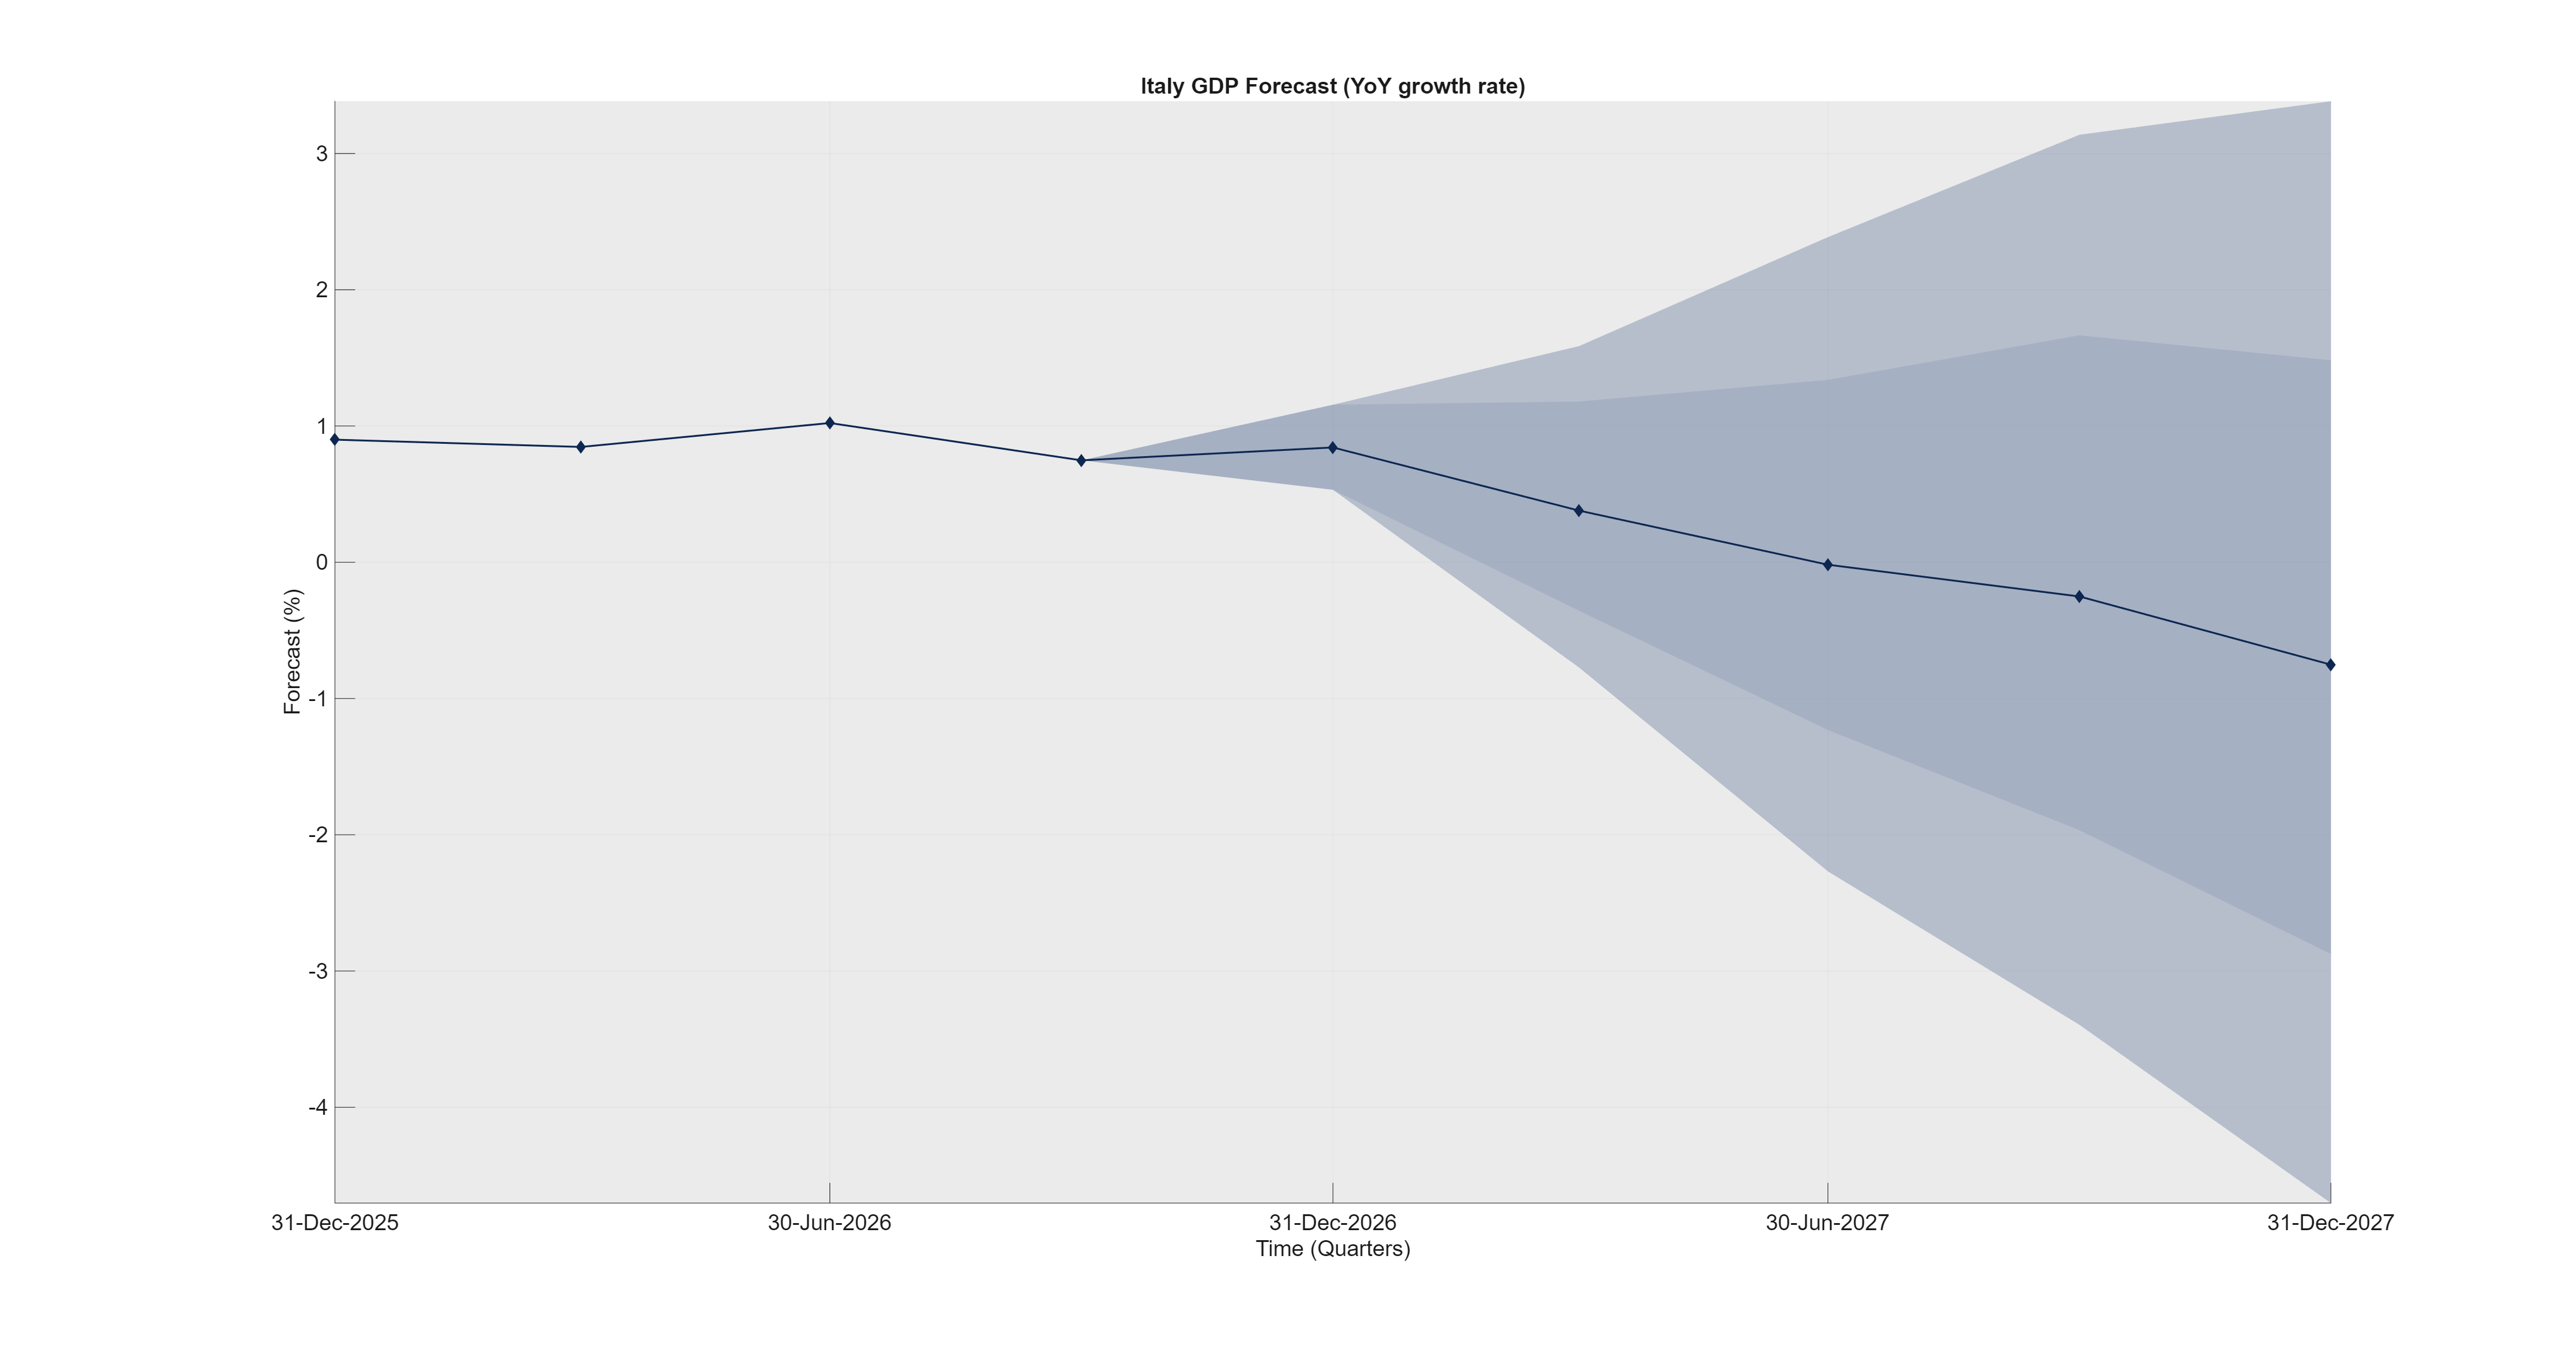 Italy GDP Forecast (YoY growth rate)
3
2
1
0
-1
-2
-3
-4
Forecast (%)
31-Dec-2025
30-Jun-2026
31-Dec-2026
30-Jun-2027
31-Dec-2027
Time (Quarters)